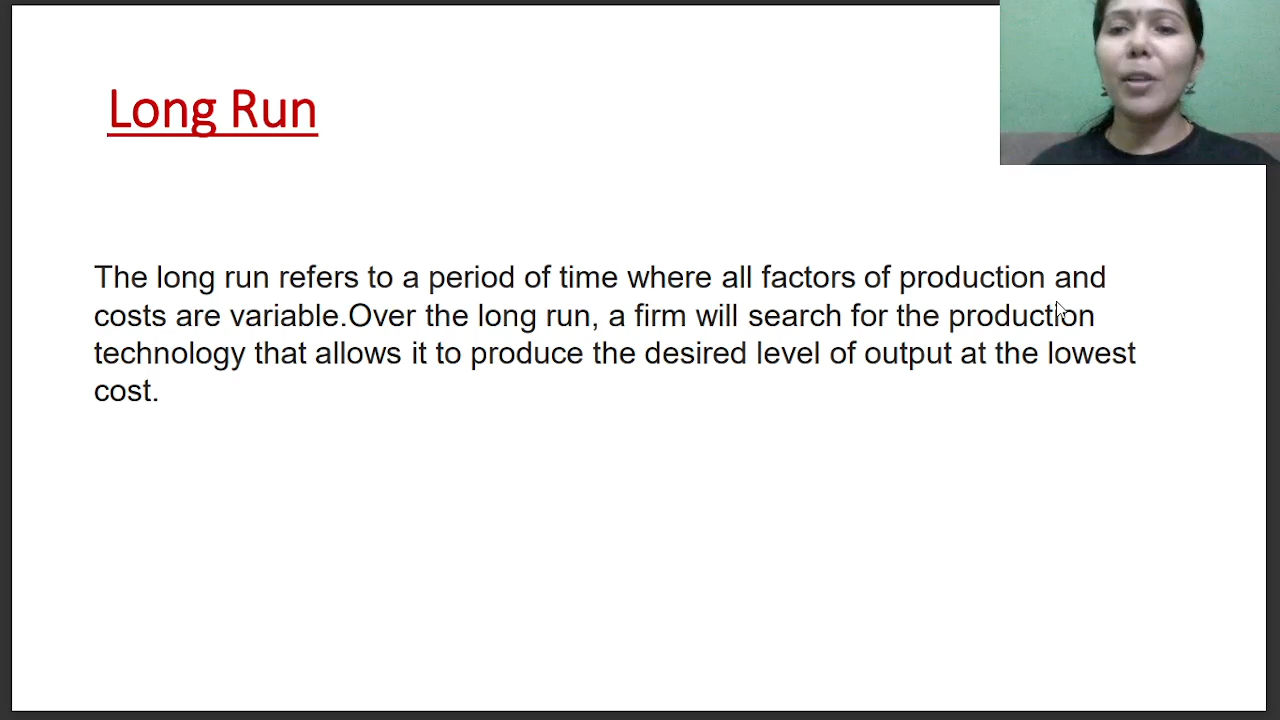 Long Run
The long run refers to a period of time where all factors of production and
costs are variable.Over the long run, a firm will search for the production
technology that allows it to produce the desired level of output at the lowest
cost.